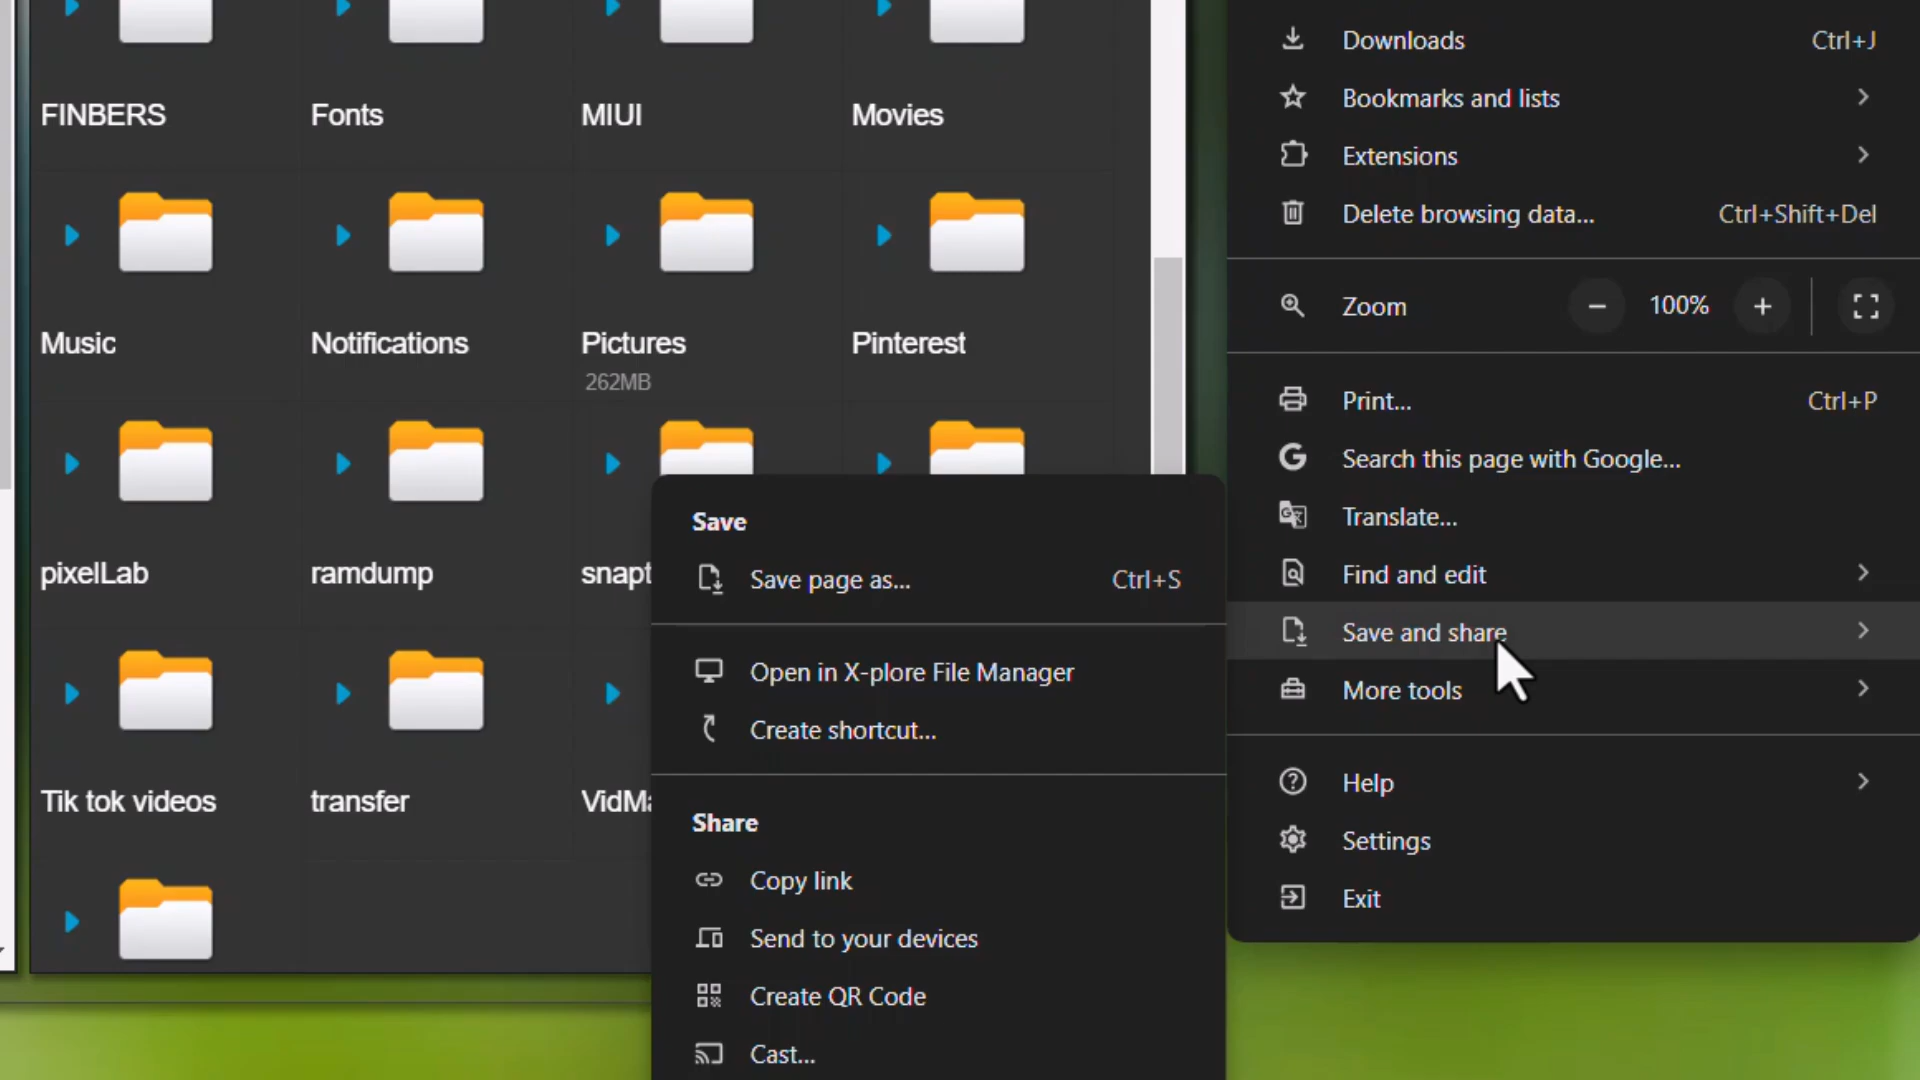 FINBERS
Fonts
MIUI
Movies
Music
Notifications
Pictures
262MB
Pinterest
pixelLab
ramdump
snapt
Tik tok videos
transfer
VidMa
Save
Save page as... Ctrl+S
Open in X-plore File Manager
Create shortcut...
Share
Copy link
Send to your devices
Create QR Code
Cast...
Downloads Ctrl+J
Bookmarks and lists
Extensions
Delete browsing data... Ctrl+Shift+Del
Zoom − 100% +
Print... Ctrl+P
Search this page with Google...
Translate...
Find and edit
Save and share
More tools
Help
Settings
Exit